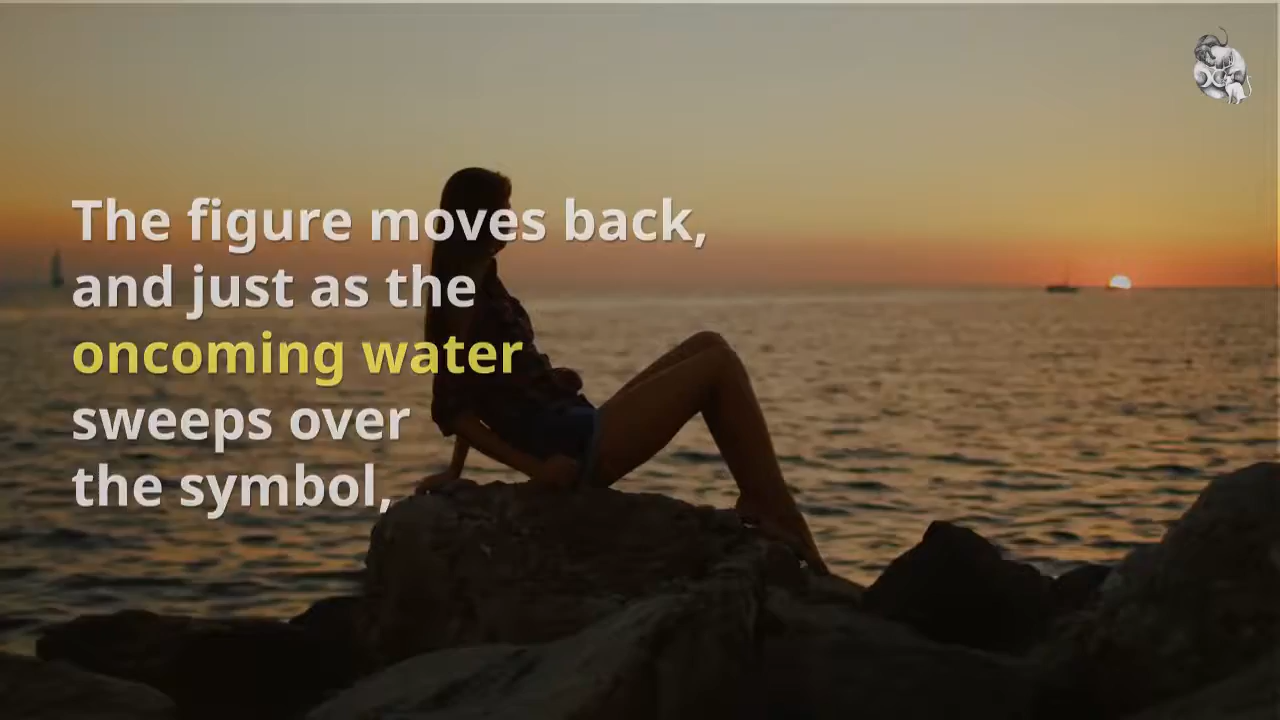 The figure moves back,
and just as the
oncoming water
sweeps over
the symbol,